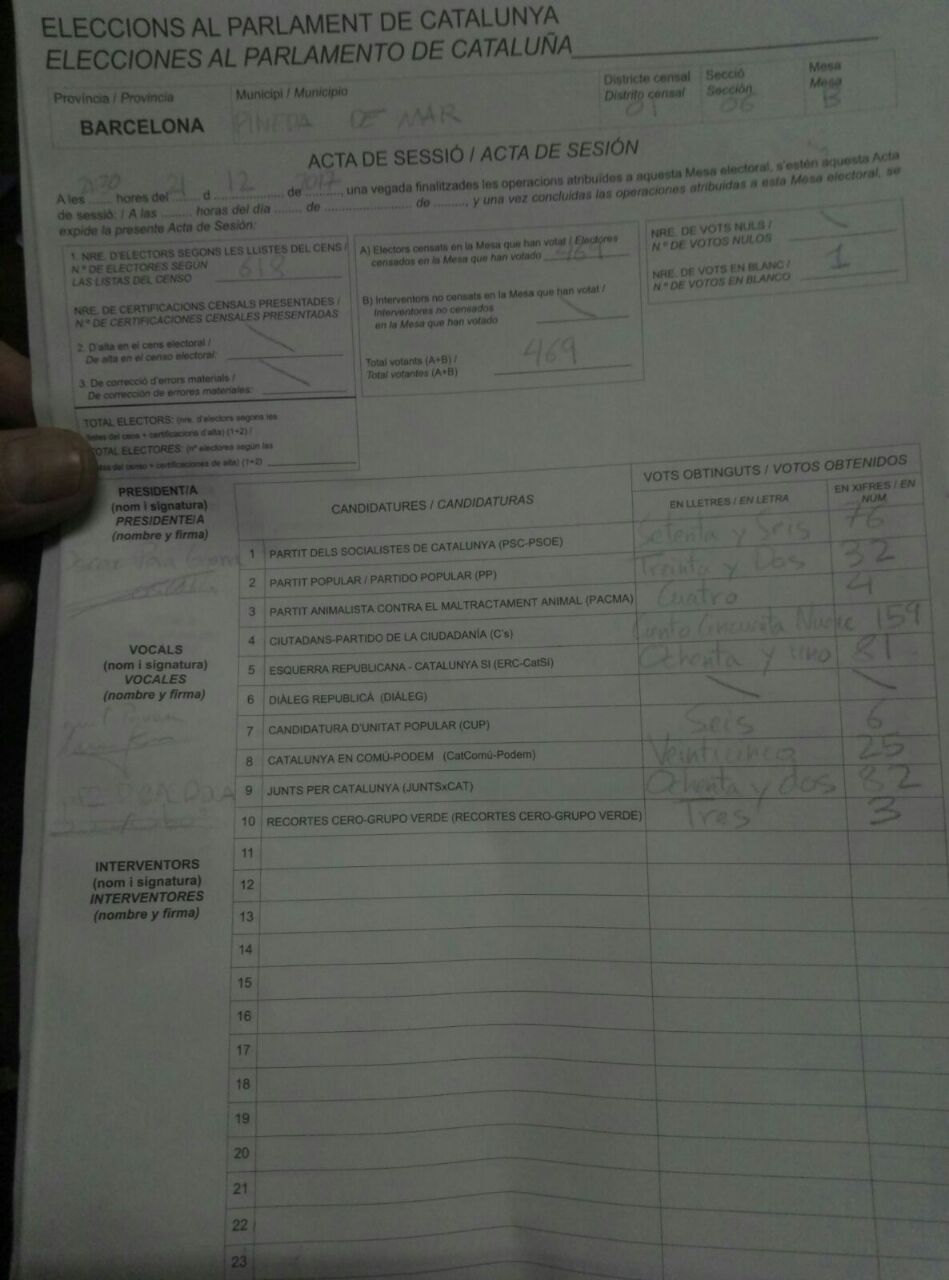 ELECCIONS AL PARLAMENT DE CATALUNYA
ELECCIONES AL PARLAMENTO DE CATALUÑA
Província / Provincia
BARCELONA
Municipi / Municipio
PINEDA DE MAR
Districte censal
Distrito censal
01
Secció
Sección
06
Mesa
Mesa
B
ACTA DE SESSIÓ / ACTA DE SESIÓN
A les 2130 hores del 21 d 12 de 2017, una vegada finalitzades les operacions atribuïdes a aquesta Mesa electoral, s'estén aquesta Acta
de sessió: / A las ......... horas del día ........ de ........................ de ........., y una vez concluidas las operaciones atribuidas a esta Mesa electoral, se
expide la presente Acta de Sesión:
1. NRE. D'ELECTORS SEGONS LES LLISTES DEL CENS /
N.º DE ELECTORES SEGÚN
LAS LISTAS DEL CENSO 618
NRE. DE CERTIFICACIONS CENSALS PRESENTADES /
N.º DE CERTIFICACIONES CENSALES PRESENTADAS
2. D'alta en el cens electoral /
De alta en el censo electoral:
3. De correcció d'errors materials /
De corrección de errores materiales:
TOTAL ELECTORS: (nre. d'electors segons les
llistes del cens + certificacions d'alta) (1+2) /
TOTAL ELECTORES: (nº electores según las
listas del censo + certificaciones de alta) (1+2)
A) Electors censats en la Mesa que han votat / Electores
censados en la Mesa que han votado 469
B) Interventors no censats en la Mesa que han votat /
Interventores no censados
en la Mesa que han votado
Total votants (A+B) /
Total votantes (A+B) 469
NRE. DE VOTS NULS /
N.º DE VOTOS NULOS
NRE. DE VOTS EN BLANC /
N.º DE VOTOS EN BLANCO 1
PRESIDENT/A
(nom i signatura)
PRESIDENTE/A
(nombre y firma)
VOCALS
(nom i signatura)
VOCALES
(nombre y firma)
INTERVENTORS
(nom i signatura)
INTERVENTORES
(nombre y firma)
CANDIDATURES / CANDIDATURAS
VOTS OBTINGUTS / VOTOS OBTENIDOS
EN LLETRES / EN LETRA
EN XIFRES / EN NÚM
1 PARTIT DELS SOCIALISTES DE CATALUNYA (PSC-PSOE) Setenta y Seis 76
2 PARTIT POPULAR / PARTIDO POPULAR (PP) Treinta y Dos 32
3 PARTIT ANIMALISTA CONTRA EL MALTRACTAMENT ANIMAL (PACMA) Cuatro 4
4 CIUTADANS-PARTIDO DE LA CIUDADANÍA (C's) Ciento Cincuenta Nueve 159
5 ESQUERRA REPUBLICANA - CATALUNYA SI (ERC-CatSí) Ochenta y uno 81
6 DIÀLEG REPUBLICÀ (DIÀLEG)
7 CANDIDATURA D'UNITAT POPULAR (CUP) Seis 6
8 CATALUNYA EN COMÚ-PODEM (CatComú-Podem) Veinticinco 25
9 JUNTS PER CATALUNYA (JUNTSxCAT) Ochenta y dos 82
10 RECORTES CERO-GRUPO VERDE (RECORTES CERO-GRUPO VERDE) Tres 3
11
12
13
14
15
16
17
18
19
20
21
22
23